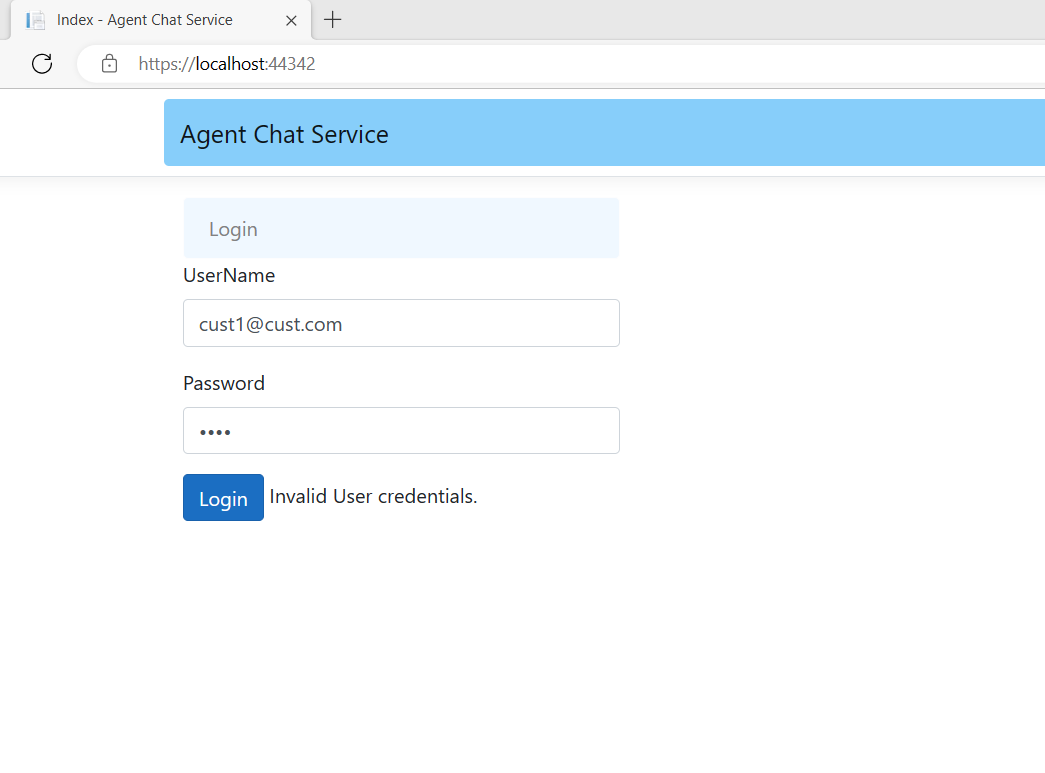 Index - Agent Chat Service
https://localhost:44342
Agent Chat Service
Login
UserName
cust1@cust.com
Password
••••
Login Invalid User credentials.